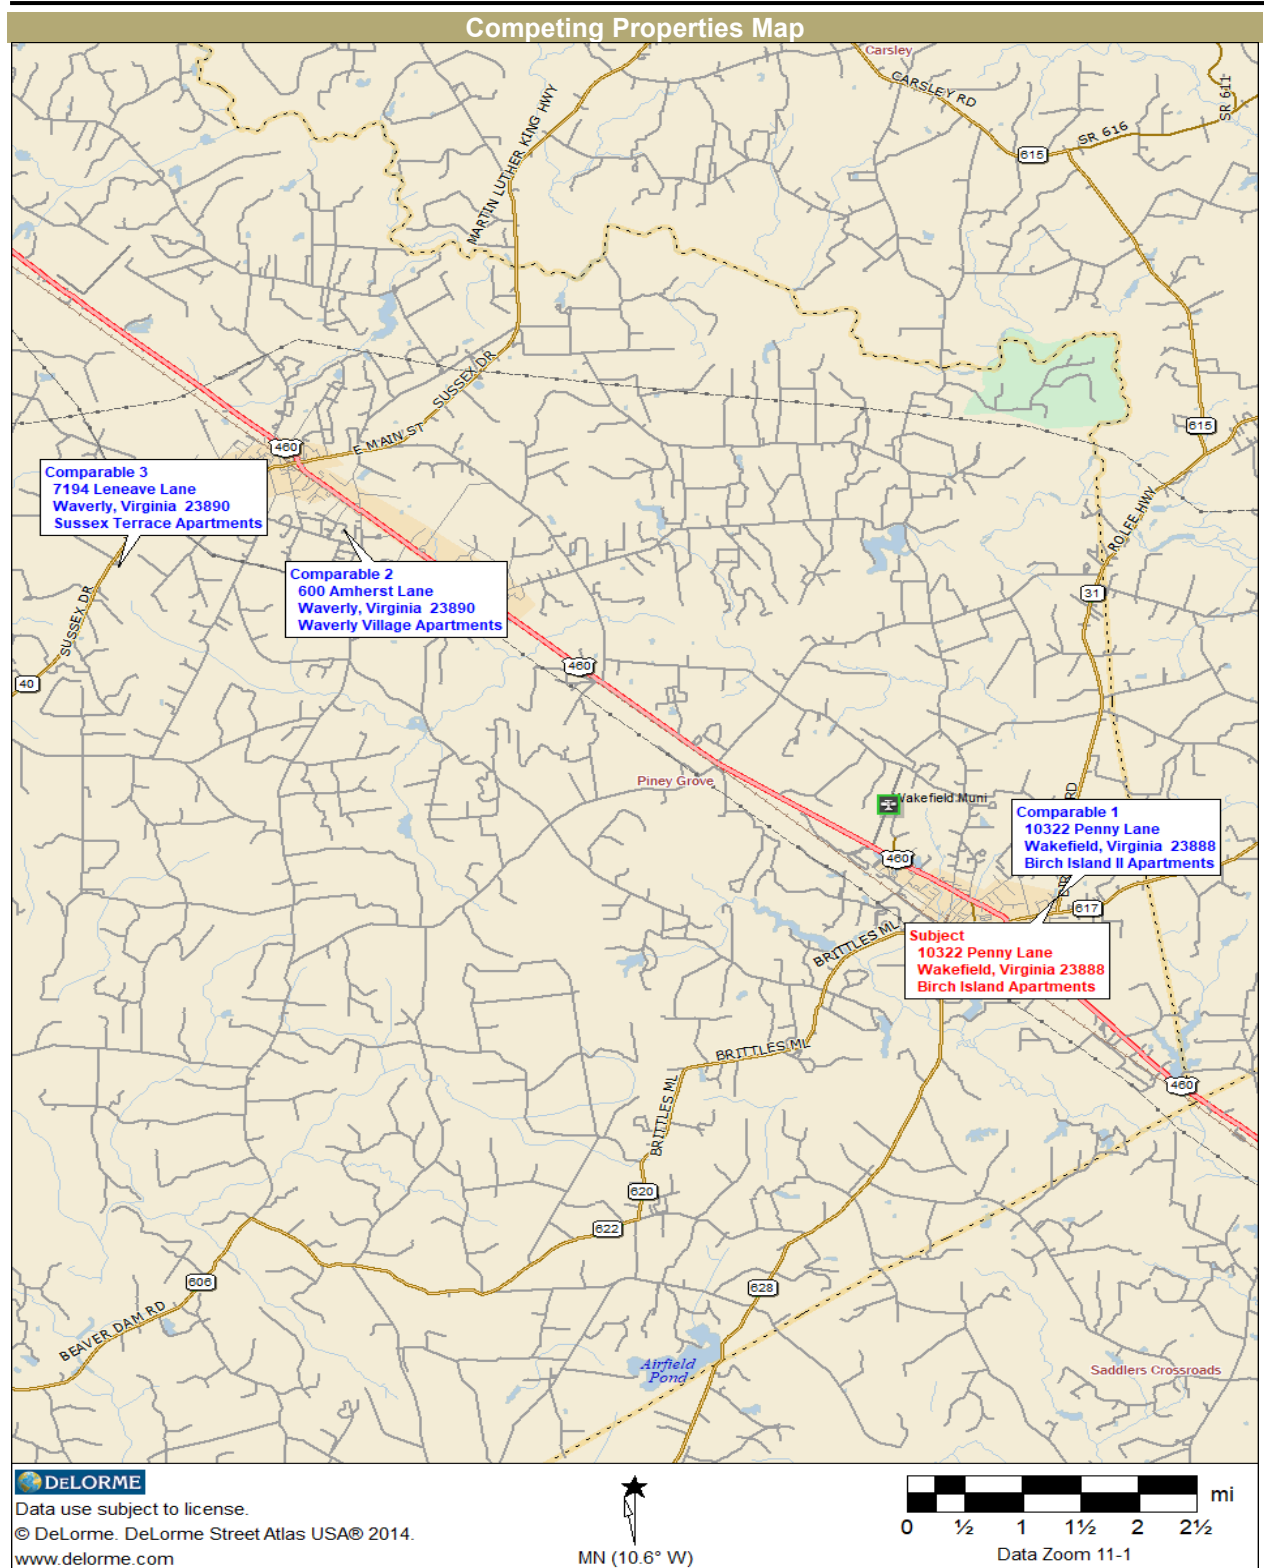 Competing Properties Map
Carsley
CARSLEY RD
SR 611
SR 616
615
MARTIN LUTHER KING HWY
SUSSEX DR
615
E MAIN ST
460
Comparable 3
7194 Leneave Lane
Waverly, Virginia 23890
Sussex Terrace Apartments
ROLFE HWY
Comparable 2
600 Amherst Lane
Waverly, Virginia 23890
Waverly Village Apartments
31
SUSSEX DR
40
460
Piney Grove
Wakefield Muni
RD
Comparable 1
10322 Penny Lane
Wakefield, Virginia 23888
Birch Island II Apartments
460
617
BRITTLES ML
Subject
10322 Penny Lane
Wakefield, Virginia 23888
Birch Island Apartments
BRITTLES ML
460
BRITTLES ML
620
622
606
628
BEAVER DAM RD
Airfield
Pond
Saddlers Crossroads
DELORME
Data use subject to license.
© DeLorme. DeLorme Street Atlas USA® 2014.
www.delorme.com
MN (10.6° W)
mi
0 ½ 1 1½ 2 2½
Data Zoom 11-1